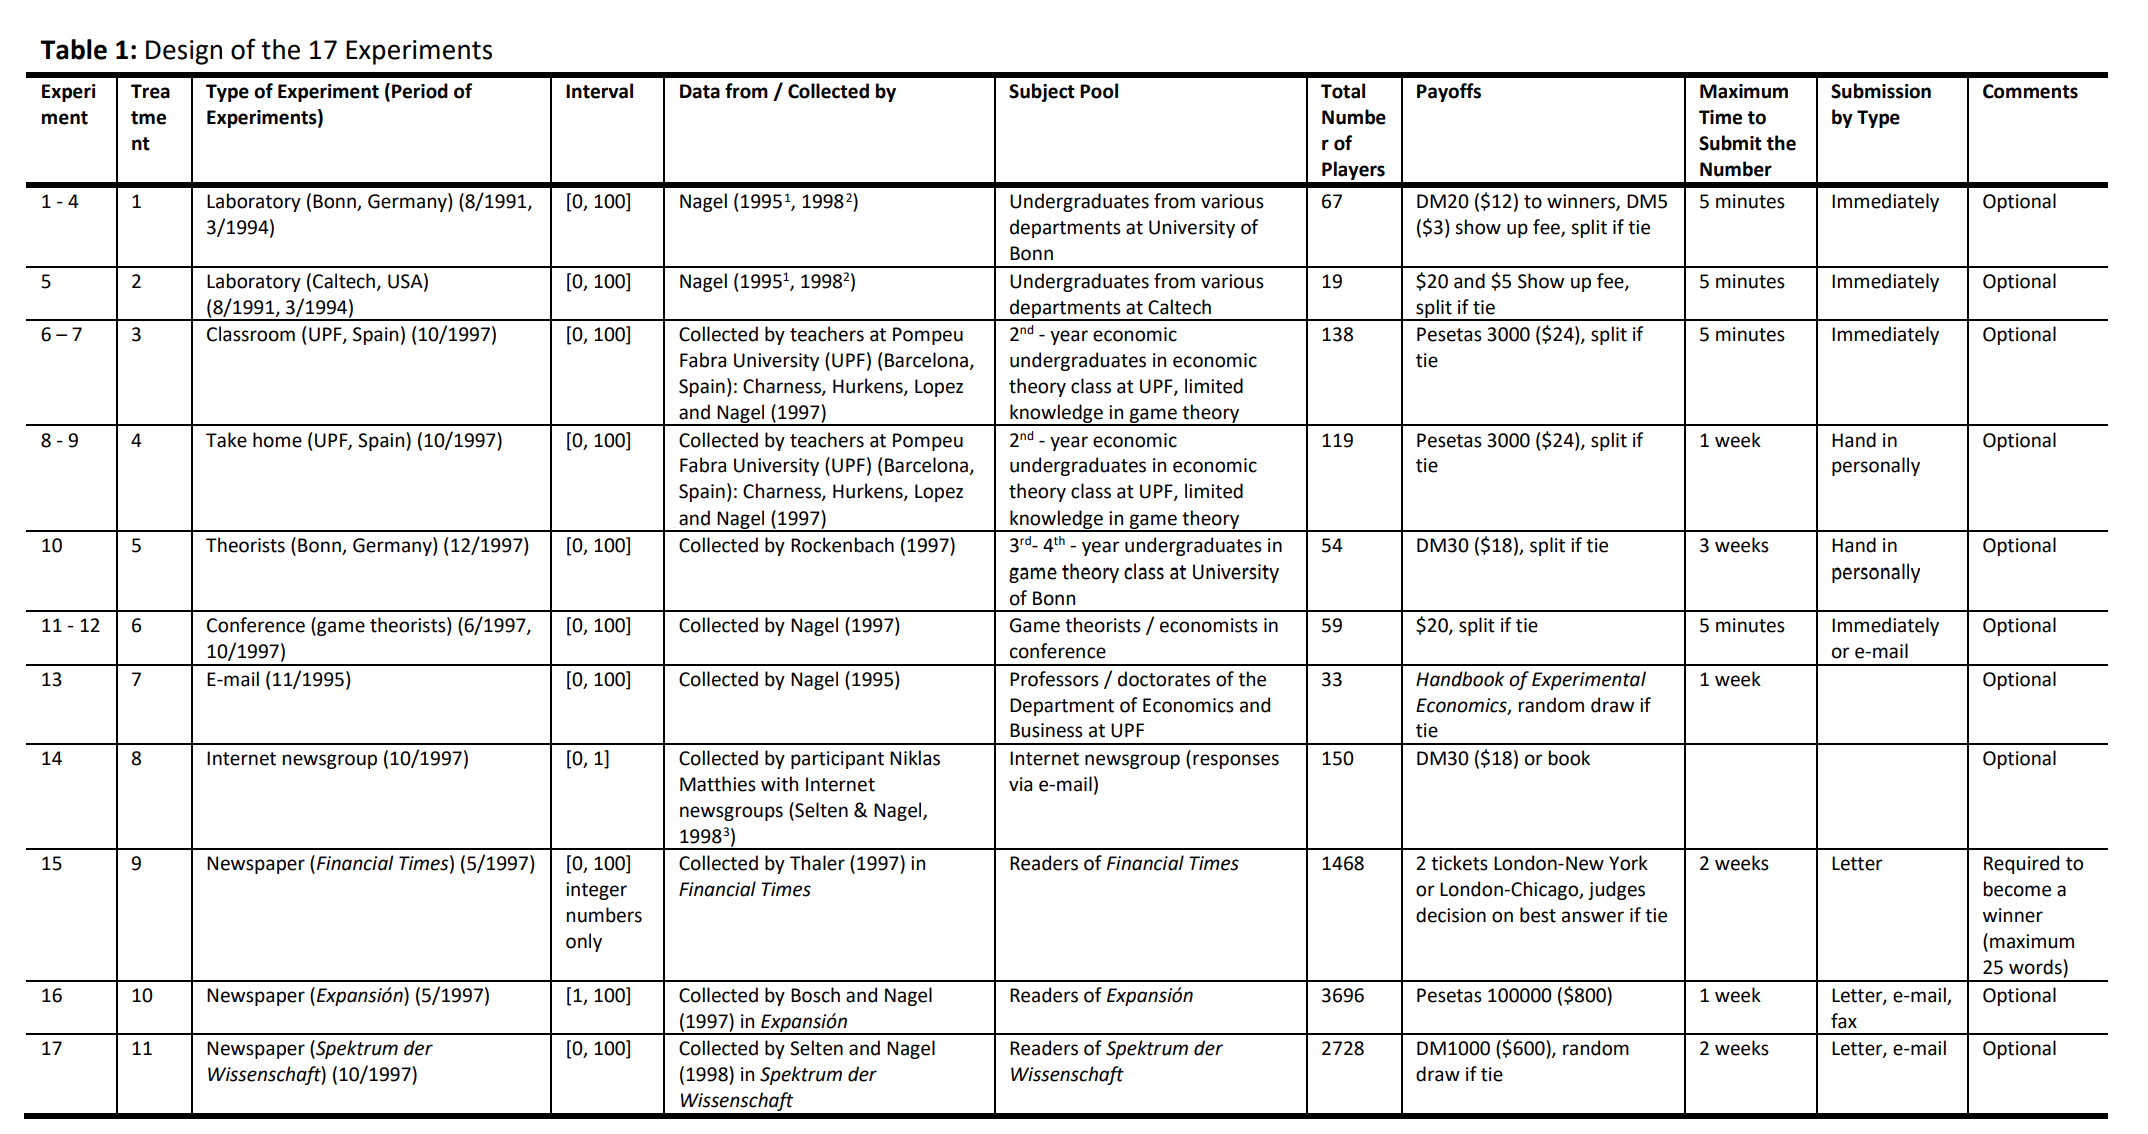 Table 1: Design of the 17 Experiments
Experi
ment
Trea
tme
nt
Type of Experiment (Period of
Experiments)
Interval
Data from / Collected by
Subject Pool
Total
Numbe
r of
Players
Payoffs
Maximum
Time to
Submit the
Number
Submission
by Type
Comments
1 - 4
1
Laboratory (Bonn, Germany) (8/1991,
3/1994)
[0, 100]
Nagel (1995¹, 1998²)
Undergraduates from various
departments at University of
Bonn
67
DM20 ($12) to winners, DM5
($3) show up fee, split if tie
5 minutes
Immediately
Optional
5
2
Laboratory (Caltech, USA)
(8/1991, 3/1994)
[0, 100]
Nagel (1995¹, 1998²)
Undergraduates from various
departments at Caltech
19
$20 and $5 Show up fee,
split if tie
5 minutes
Immediately
Optional
6 – 7
3
Classroom (UPF, Spain) (10/1997)
[0, 100]
Collected by teachers at Pompeu
Fabra University (UPF) (Barcelona,
Spain): Charness, Hurkens, Lopez
and Nagel (1997)
2nd - year economic
undergraduates in economic
theory class at UPF, limited
knowledge in game theory
138
Pesetas 3000 ($24), split if
tie
5 minutes
Immediately
Optional
8 - 9
4
Take home (UPF, Spain) (10/1997)
[0, 100]
Collected by teachers at Pompeu
Fabra University (UPF) (Barcelona,
Spain): Charness, Hurkens, Lopez
and Nagel (1997)
2nd - year economic
undergraduates in economic
theory class at UPF, limited
knowledge in game theory
119
Pesetas 3000 ($24), split if
tie
1 week
Hand in
personally
Optional
10
5
Theorists (Bonn, Germany) (12/1997)
[0, 100]
Collected by Rockenbach (1997)
3rd- 4th - year undergraduates in
game theory class at University
of Bonn
54
DM30 ($18), split if tie
3 weeks
Hand in
personally
Optional
11 - 12
6
Conference (game theorists) (6/1997,
10/1997)
[0, 100]
Collected by Nagel (1997)
Game theorists / economists in
conference
59
$20, split if tie
5 minutes
Immediately
or e-mail
Optional
13
7
E-mail (11/1995)
[0, 100]
Collected by Nagel (1995)
Professors / doctorates of the
Department of Economics and
Business at UPF
33
Handbook of Experimental
Economics, random draw if
tie
1 week
Optional
14
8
Internet newsgroup (10/1997)
[0, 1]
Collected by participant Niklas
Matthies with Internet
newsgroups (Selten & Nagel,
1998³)
Internet newsgroup (responses
via e-mail)
150
DM30 ($18) or book
Optional
15
9
Newspaper (Financial Times) (5/1997)
[0, 100]
integer
numbers
only
Collected by Thaler (1997) in
Financial Times
Readers of Financial Times
1468
2 tickets London-New York
or London-Chicago, judges
decision on best answer if tie
2 weeks
Letter
Required to
become a
winner
(maximum
25 words)
16
10
Newspaper (Expansión) (5/1997)
[1, 100]
Collected by Bosch and Nagel
(1997) in Expansión
Readers of Expansión
3696
Pesetas 100000 ($800)
1 week
Letter, e-mail,
fax
Optional
17
11
Newspaper (Spektrum der
Wissenschaft) (10/1997)
[0, 100]
Collected by Selten and Nagel
(1998) in Spektrum der
Wissenschaft
Readers of Spektrum der
Wissenschaft
2728
DM1000 ($600), random
draw if tie
2 weeks
Letter, e-mail
Optional